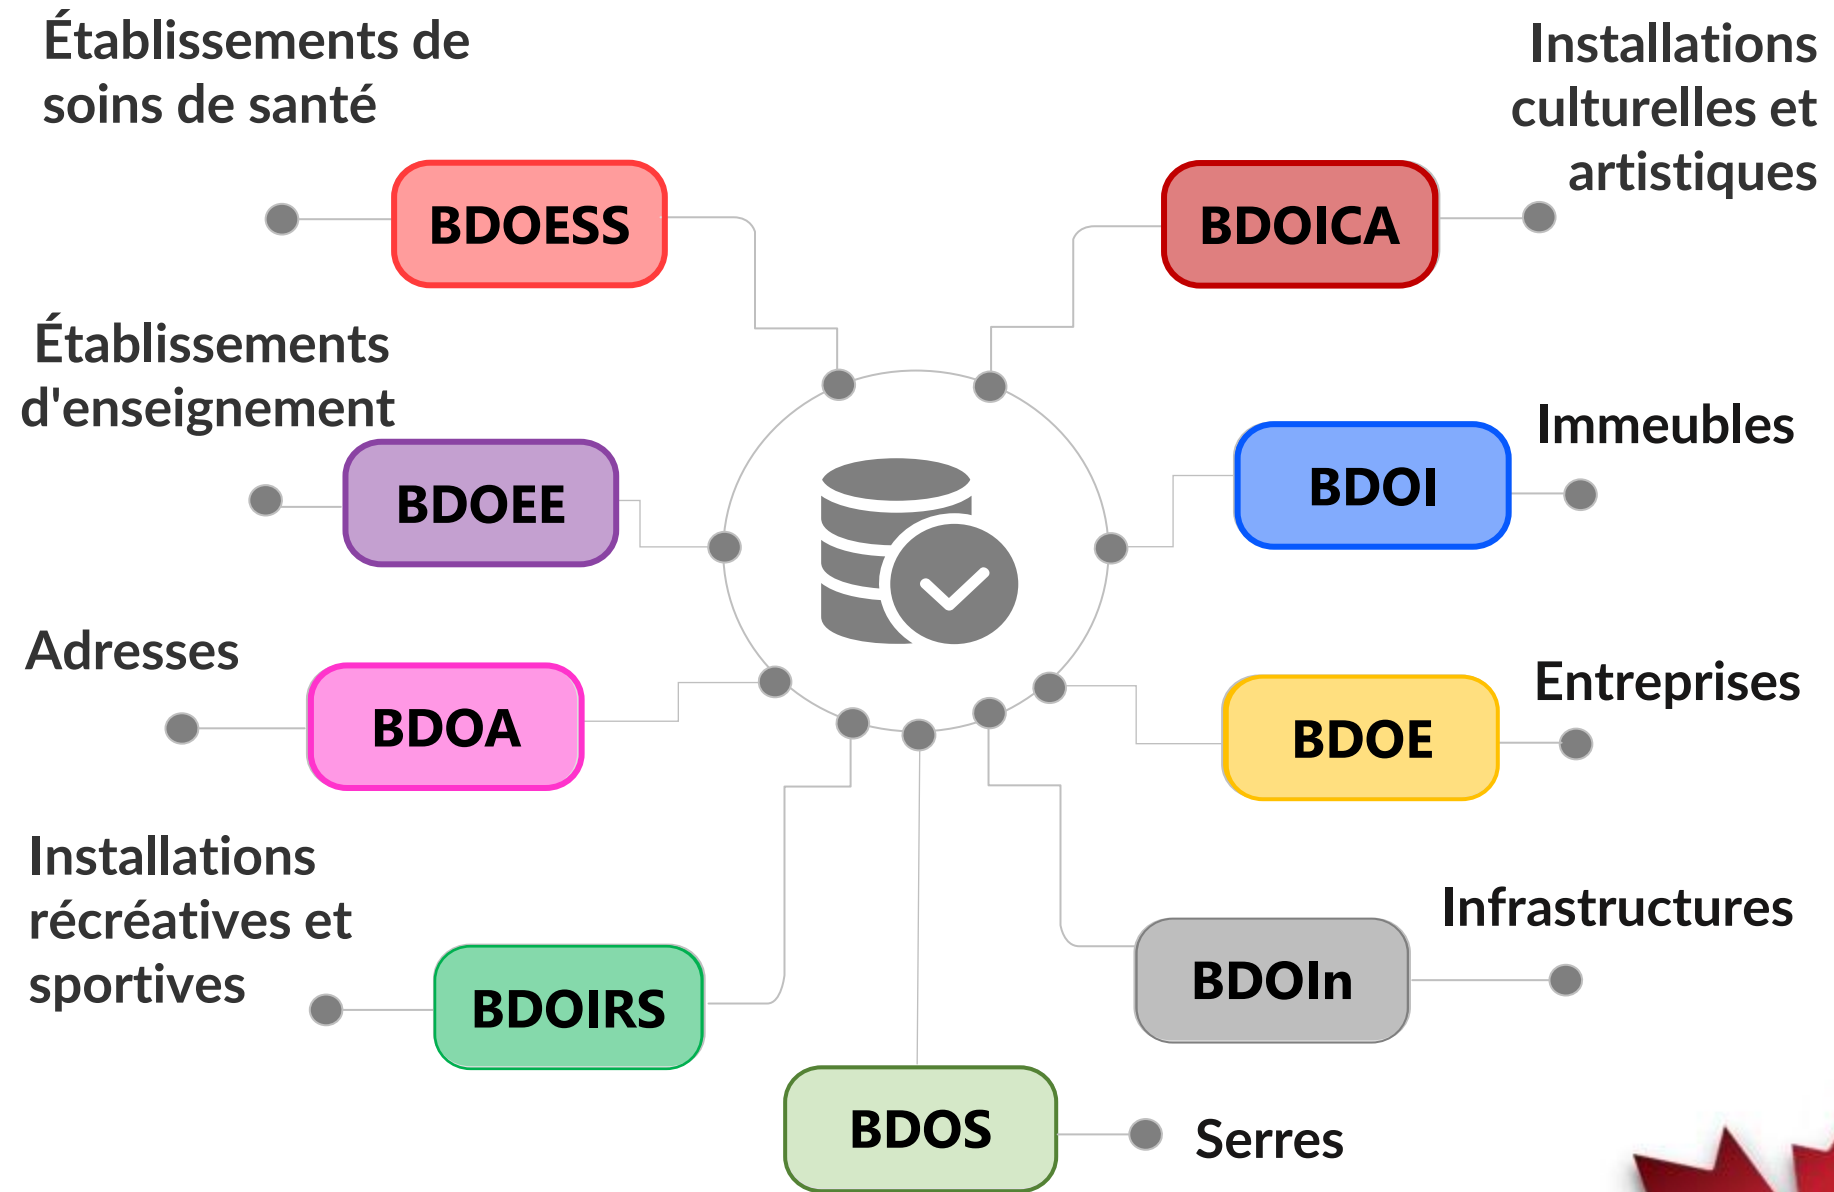 Établissements de
soins de santé
BDOESS
Installations
culturelles et
artistiques
BDOICA
Établissements
d'enseignement
BDOEE
Immeubles
BDOI
Adresses
BDOA
Entreprises
BDOE
Installations
récréatives et
sportives
BDOIRS
Infrastructures
BDOIn
BDOS
Serres